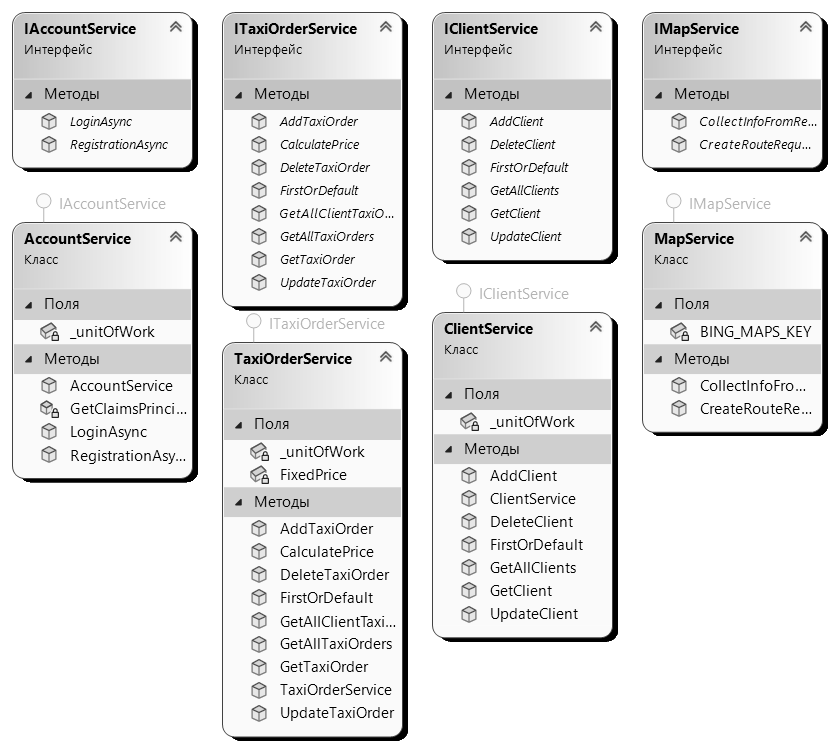 IAccountService
Интерфейс
Методы
LoginAsync
RegistrationAsync
IAccountService
AccountService
Класс
Поля
_unitOfWork
Методы
AccountService
GetClaimsPrinci...
LoginAsync
RegistrationAsy...
ITaxiOrderService
Интерфейс
Методы
AddTaxiOrder
CalculatePrice
DeleteTaxiOrder
FirstOrDefault
GetAllClientTaxiO...
GetAllTaxiOrders
GetTaxiOrder
UpdateTaxiOrder
ITaxiOrderService
TaxiOrderService
Класс
Поля
_unitOfWork
FixedPrice
Методы
AddTaxiOrder
CalculatePrice
DeleteTaxiOrder
FirstOrDefault
GetAllClientTaxi...
GetAllTaxiOrders
GetTaxiOrder
TaxiOrderService
UpdateTaxiOrder
IClientService
Интерфейс
Методы
AddClient
DeleteClient
FirstOrDefault
GetAllClients
GetClient
UpdateClient
IClientService
ClientService
Класс
Поля
_unitOfWork
Методы
AddClient
ClientService
DeleteClient
FirstOrDefault
GetAllClients
GetClient
UpdateClient
IMapService
Интерфейс
Методы
CollectInfoFromRe...
CreateRouteRequ...
IMapService
MapService
Класс
Поля
BING_MAPS_KEY
Методы
CollectInfoFro...
CreateRouteRe...